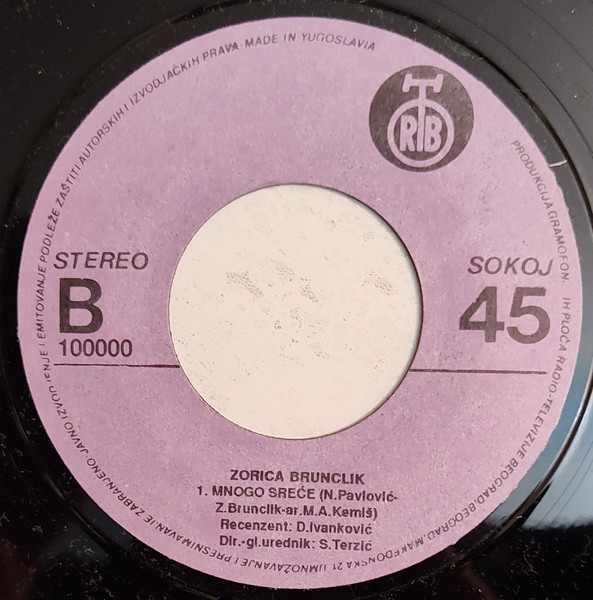 UMNOŽAVANJE I PRESNIMAVANJE ZABRANJENO. JAVNO IZVOĐENJE I EMITOVANJE PODLEŽE ZAŠTITI AUTORSKIH I IZVODJAČKIH PRAVA·MADE IN YUGOSLAVIA
RTB
PRODUKCIJA GRAMOFON. IH PLOČA RADIO-TELEVIZIJE BEOGRAD, BEOGRAD, MAKEDONSKA 21
STEREO
SOKOJ
B
45
100000
ZORICA BRUNCLIK
1. MNOGO SREĆE (N.Pavlović-
Z.Brunclik-ar.M.A.Kemiš)
Recenzent: D.Ivanković
Dir.-gl.urednik: S.Terzić